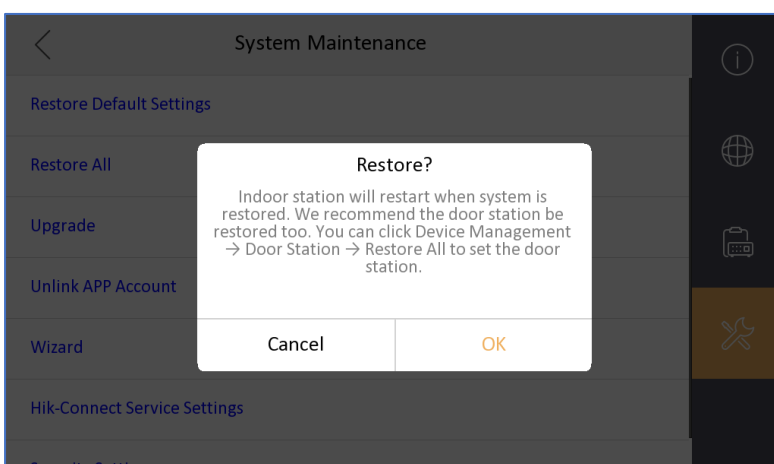 System Maintenance
Restore Default Settings
Restore All
Restore?
Indoor station will restart when system is
restored. We recommend the door station be
restored too. You can click Device Management
→ Door Station → Restore All to set the door
station.
Upgrade
Unlink APP Account
Wizard
Cancel
OK
Hik-Connect Service Settings